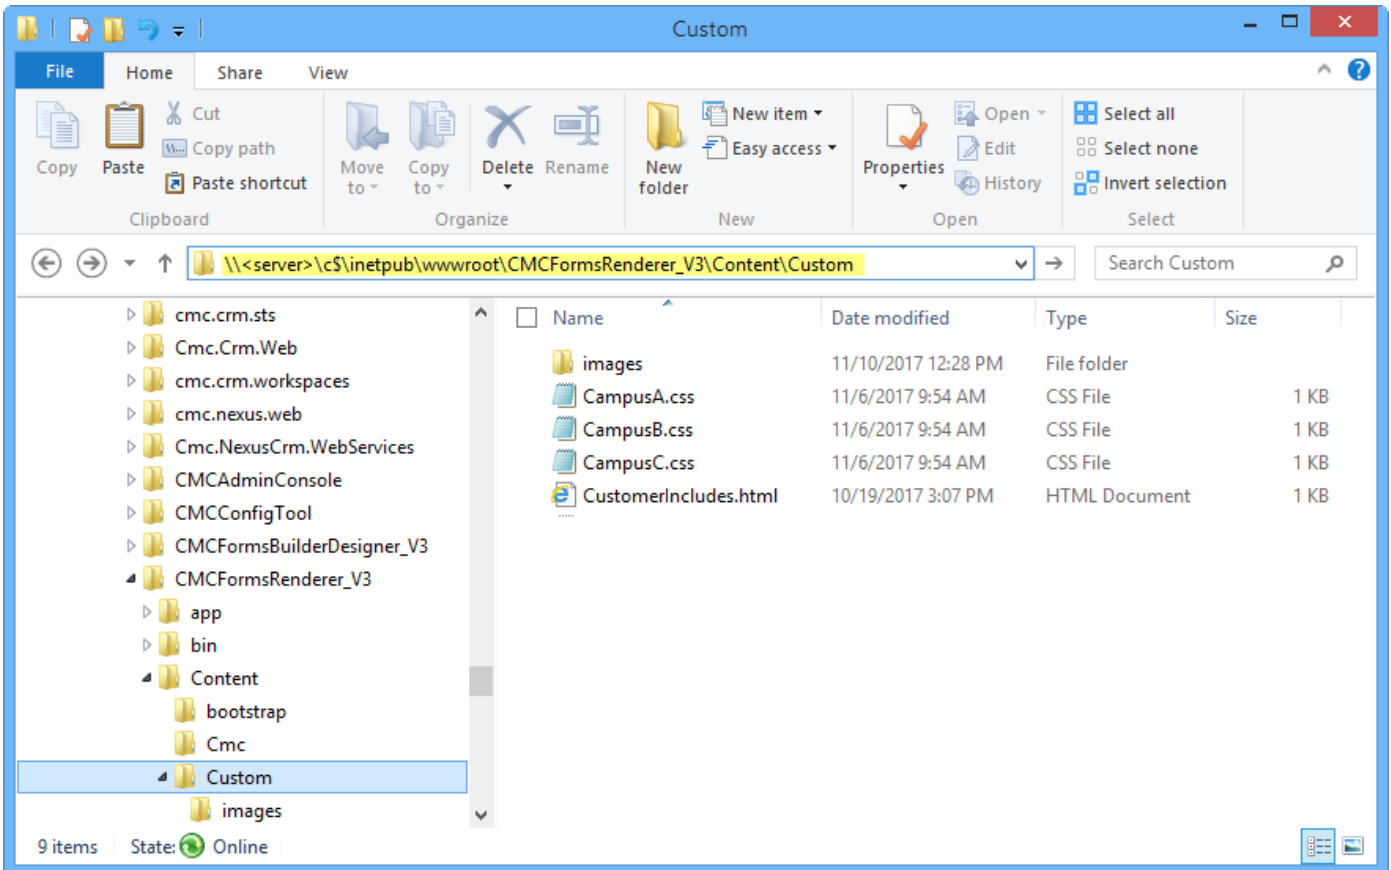 Custom
File Home Share View
Copy
Paste
Cut
Copy path
Paste shortcut
Clipboard
Move to
Copy to
Delete
Rename
Organize
New folder
New item
Easy access
New
Properties
Open
Edit
History
Open
Select all
Select none
Invert selection
Select
\\<server>\c$\inetpub\wwwroot\CMCFormsRenderer_V3\Content\Custom
Search Custom
cmc.crm.sts
Cmc.Crm.Web
cmc.crm.workspaces
cmc.nexus.web
Cmc.NexusCrm.WebServices
CMCAdminConsole
CMCConfigTool
CMCFormsBuilderDesigner_V3
CMCFormsRenderer_V3
app
bin
Content
bootstrap
Cmc
Custom
images
Name Date modified Type Size
images 11/10/2017 12:28 PM File folder
CampusA.css 11/6/2017 9:54 AM CSS File 1 KB
CampusB.css 11/6/2017 9:54 AM CSS File 1 KB
CampusC.css 11/6/2017 9:54 AM CSS File 1 KB
CustomerIncludes.html 10/19/2017 3:07 PM HTML Document 1 KB
9 items State: Online